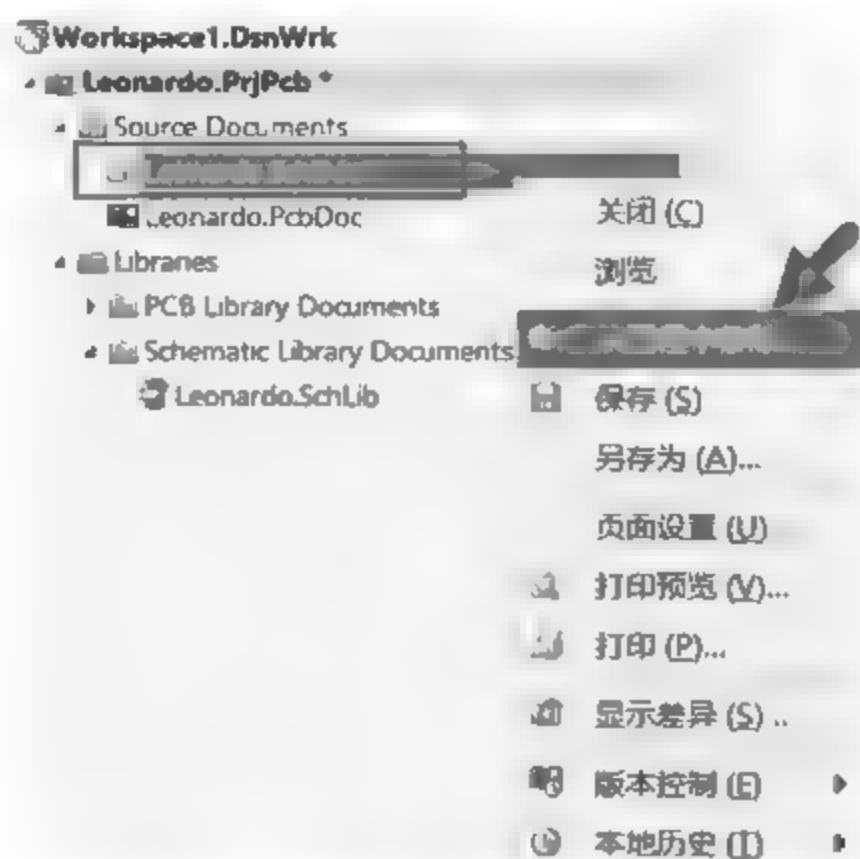 Workspace1.DsnWrk
Leonardo.PrjPcb *
Source Documents
Leonardo.PcbDoc
Libraries
PCB Library Documents
Schematic Library Documents
Leonardo.SchLib
关闭 (C)
浏览
保存 (S)
另存为 (A)...
页面设置 (U)
打印预览 (V)...
打印 (P)...
显示差异 (S) ..
版本控制 (E)
本地历史 (I)